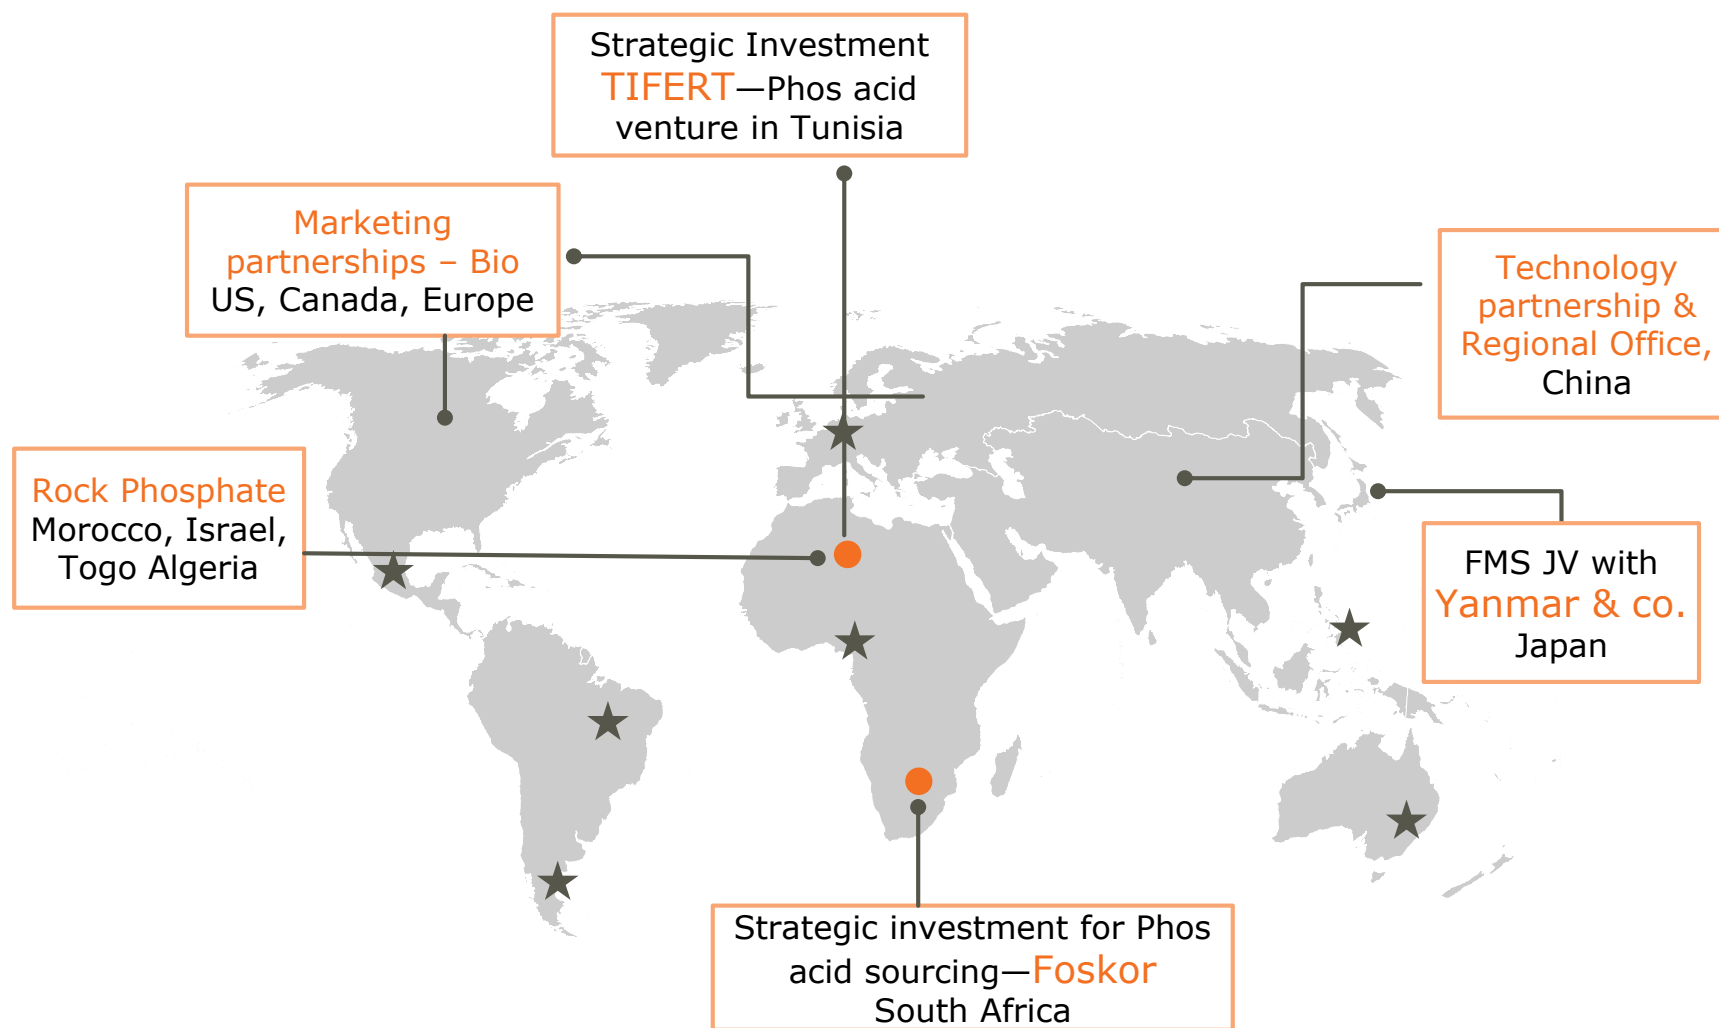 Strategic Investment
TIFERT—Phos acid
venture in Tunisia
Marketing
partnerships – Bio
US, Canada, Europe
Technology
partnership &
Regional Office,
China
Rock Phosphate
Morocco, Israel,
Togo Algeria
FMS JV with
Yanmar & co.
Japan
Strategic investment for Phos
acid sourcing—Foskor
South Africa